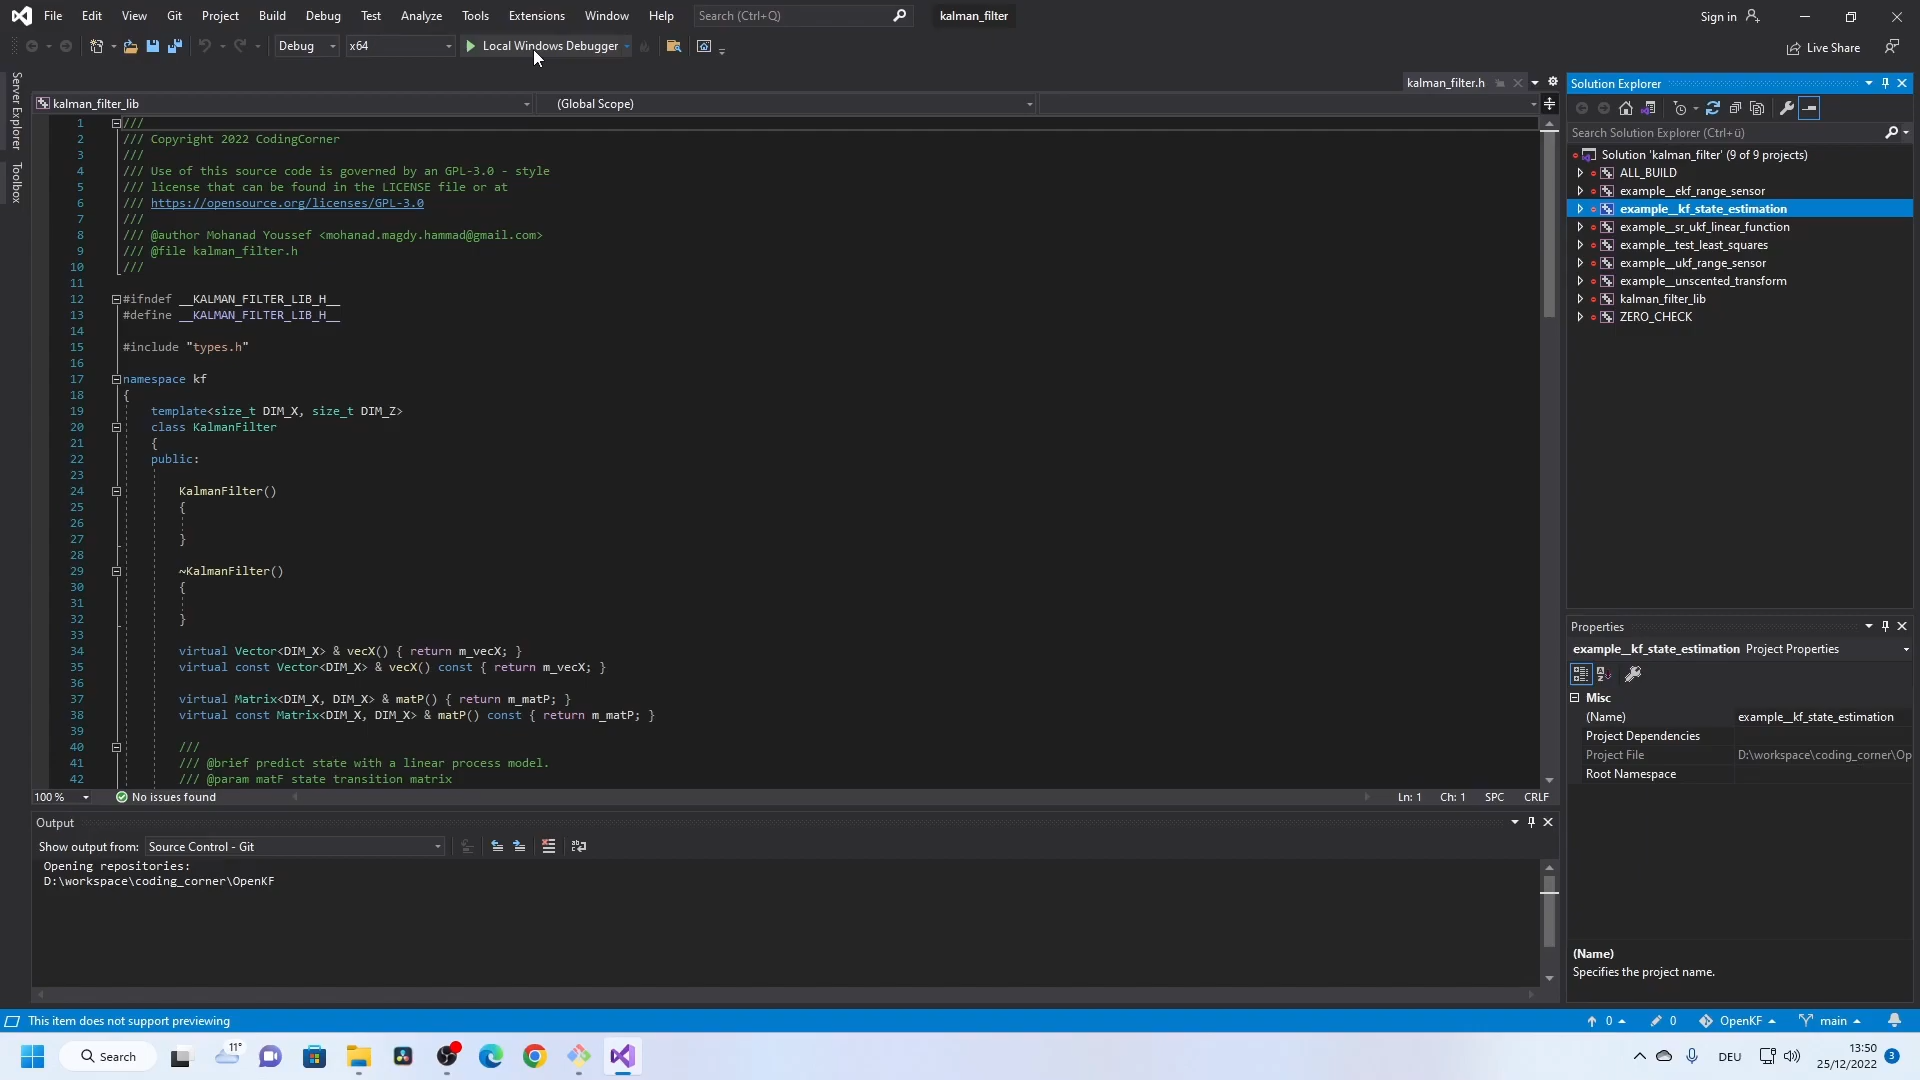 File Edit View Git Project Build Debug Test Analyze Tools Extensions Window Help Search (Ctrl+Q) kalman_filter Sign in
Debug x64 Local Windows Debugger Live Share
Server Explorer
Toolbox
kalman_filter.h
kalman_filter_lib (Global Scope)
1 ///
2 /// Copyright 2022 CodingCorner
3 ///
4 /// Use of this source code is governed by an GPL-3.0 - style
5 /// license that can be found in the LICENSE file or at
6 /// https://opensource.org/licenses/GPL-3.0
7 ///
8 /// @author Mohanad Youssef <mohanad.magdy.hammad@gmail.com>
9 /// @file kalman_filter.h
10 ///
11
12 #ifndef __KALMAN_FILTER_LIB_H__
13 #define __KALMAN_FILTER_LIB_H__
14
15 #include "types.h"
16
17 namespace kf
18 {
19 template<size_t DIM_X, size_t DIM_Z>
20 class KalmanFilter
21 {
22 public:
23
24 KalmanFilter()
25 {
26
27 }
28
29 ~KalmanFilter()
30 {
31
32 }
33
34 virtual Vector<DIM_X> & vecX() { return m_vecX; }
35 virtual const Vector<DIM_X> & vecX() const { return m_vecX; }
36
37 virtual Matrix<DIM_X, DIM_X> & matP() { return m_matP; }
38 virtual const Matrix<DIM_X, DIM_X> & matP() const { return m_matP; }
39
40 ///
41 /// @brief predict state with a linear process model.
42 /// @param matF state transition matrix
100 % No issues found Ln: 1 Ch: 1 SPC CRLF
Output
Show output from: Source Control - Git
Opening repositories:
D:\workspace\coding_corner\OpenKF
Solution Explorer
Search Solution Explorer (Ctrl+ü)
Solution 'kalman_filter' (9 of 9 projects)
ALL_BUILD
example__ekf_range_sensor
example__kf_state_estimation
example__sr_ukf_linear_function
example__test_least_squares
example__ukf_range_sensor
example__unscented_transform
kalman_filter_lib
ZERO_CHECK
Properties
example__kf_state_estimation Project Properties
Misc
(Name) example__kf_state_estimation
Project Dependencies
Project File D:\workspace\coding_corner\Op
Root Namespace
(Name)
Specifies the project name.
This item does not support previewing 0 0 OpenKF main
Search 11° DEU 13:50
25/12/2022 3